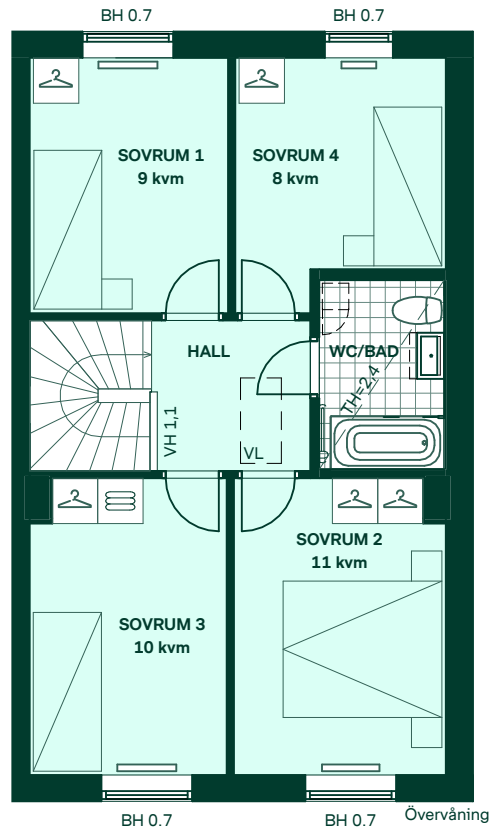 BH 0.7
BH 0.7
SOVRUM 1
9 kvm
SOVRUM 4
8 kvm
HALL
WC/BAD
TH=2,4
VH 1,1
VL
SOVRUM 2
11 kvm
SOVRUM 3
10 kvm
BH 0.7
BH 0.7
Övervåning